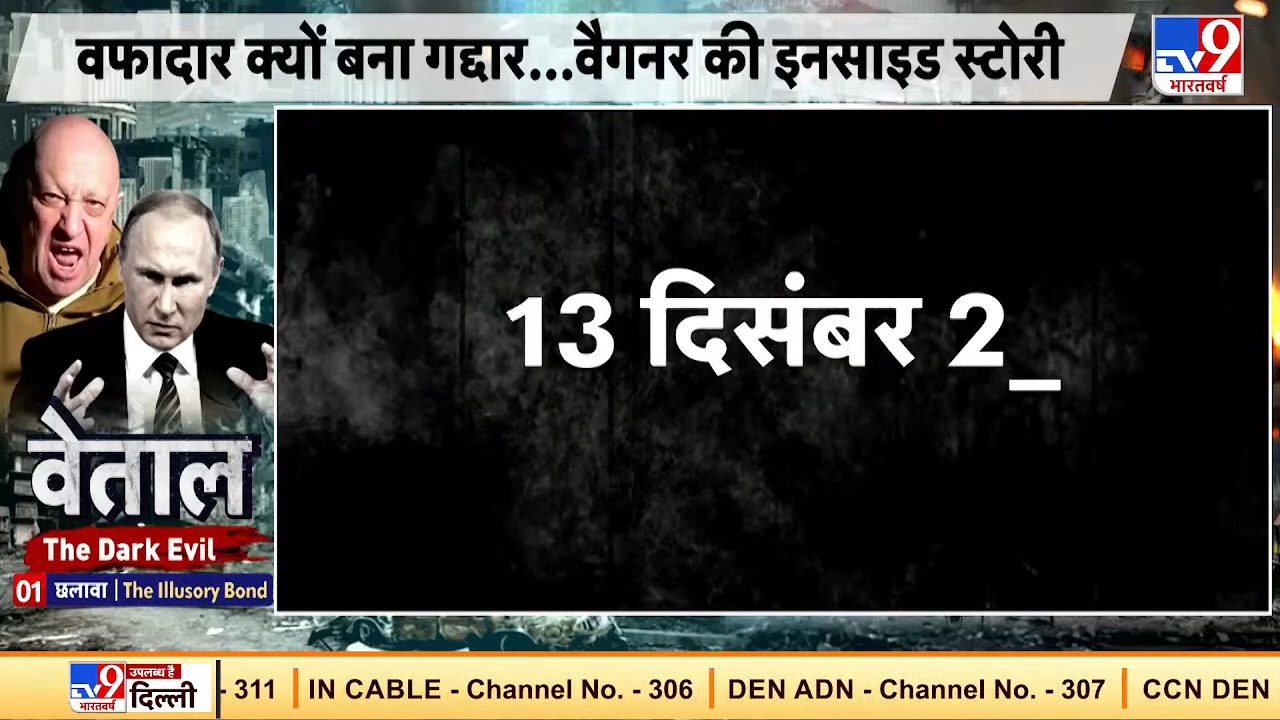 वफादार क्यों बना गद्दार...वैगनर की इनसाइड स्टोरी
TV9
भारतवर्ष
13 दिसंबर 2_
वेताल
The Dark Evil
01 छलावा | The Illusory Bond
TV9 भारतवर्ष उपलब्ध है दिल्ली
- 311 | IN CABLE - Channel No. - 306 | DEN ADN - Channel No. - 307 | CCN DEN